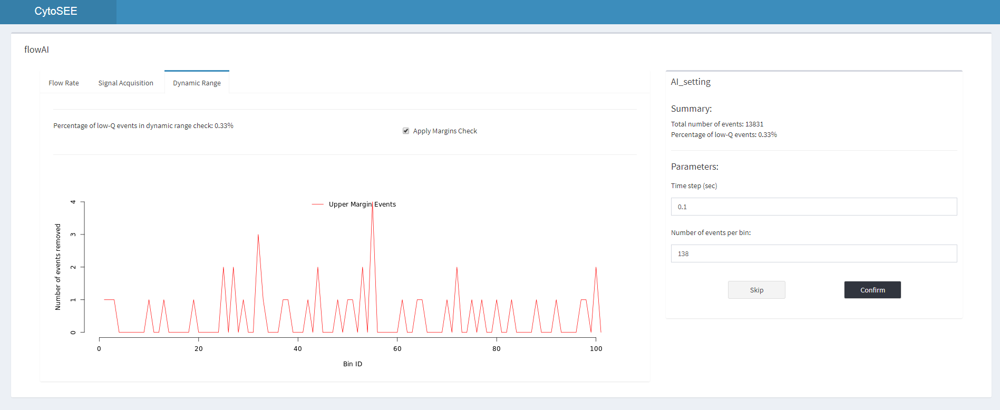 CytoSEE
flowAI
Flow Rate
Signal Acquisition
Dynamic Range
Percentage of low-Q events in dynamic range check: 0.33%
Apply Margins Check
Upper Margin Events
Number of events removed
4
3
2
1
0
0 20 40 60 80 100
Bin ID
AI_setting
Summary:
Total number of events: 13831
Percentage of low-Q events: 0.33%
Parameters:
Time step (sec)
0.1
Number of events per bin:
138
Skip
Confirm